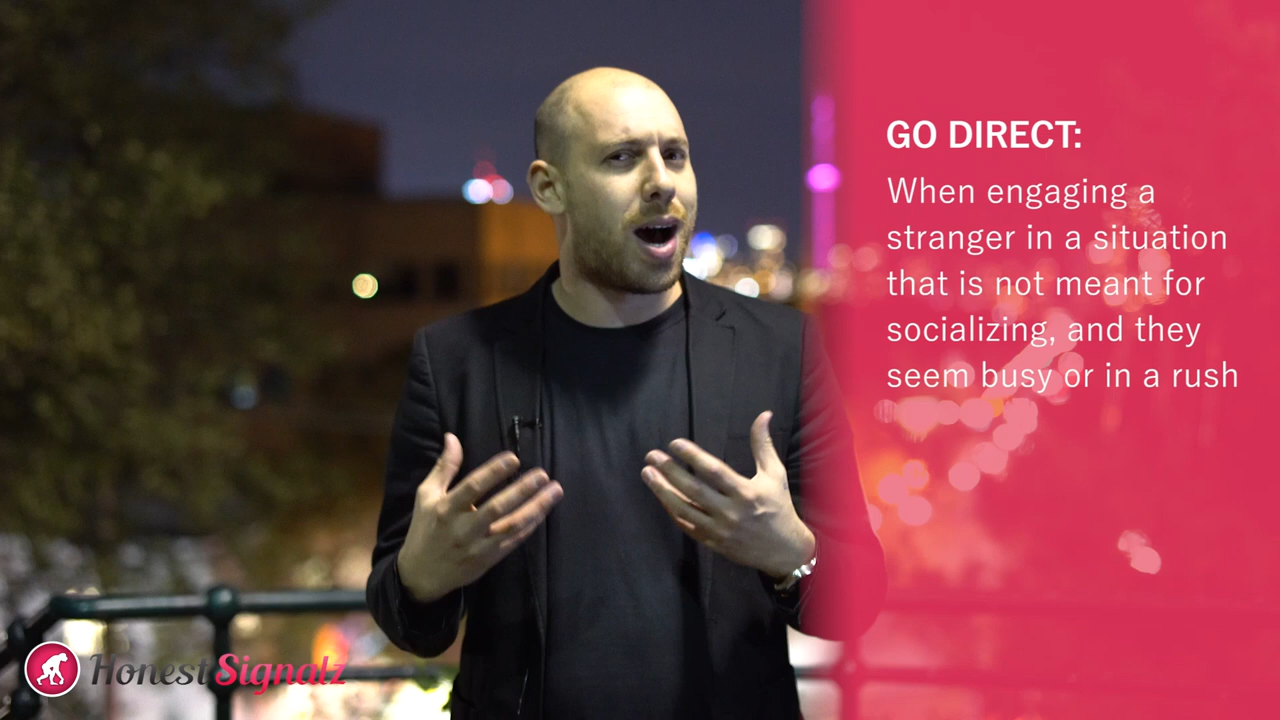 GO DIRECT:
When engaging a
stranger in a situation
that is not meant for
socializing, and they
seem busy or in a rush
HonestSignalz